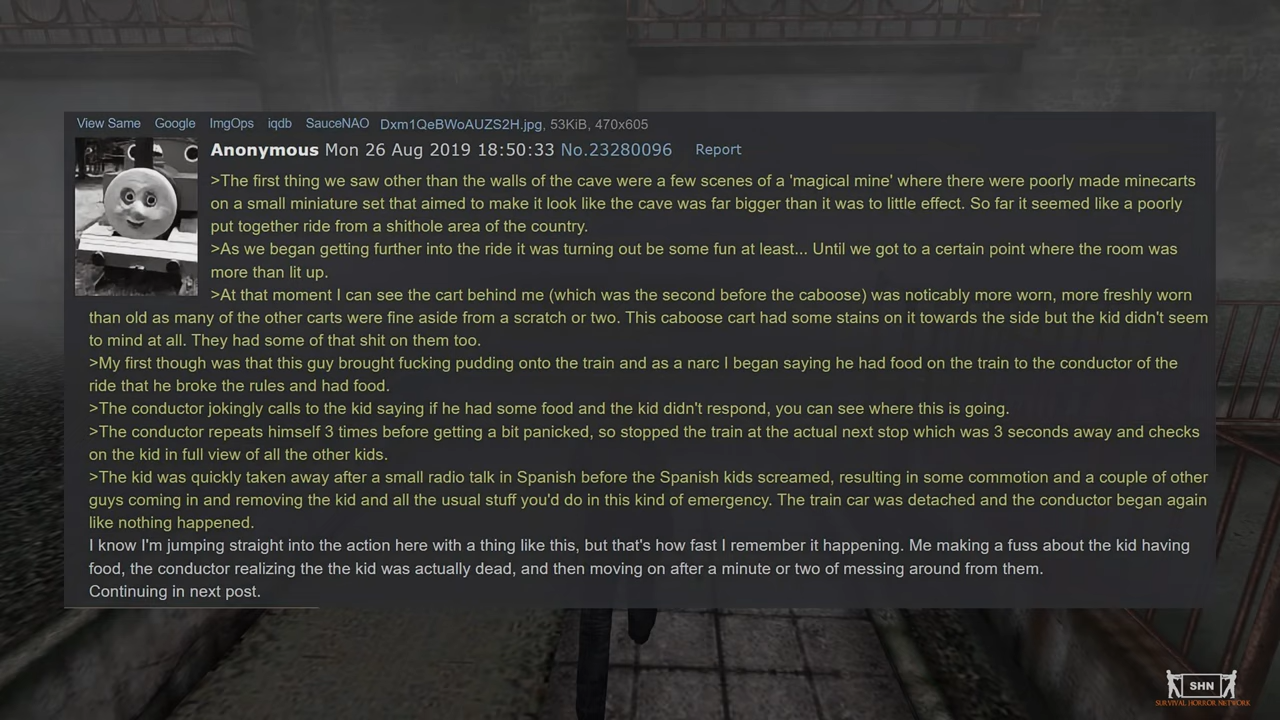 View Same Google ImgOps iqdb SauceNAO Dxm1QeBWoAUZS2H.jpg, 53KiB, 470x605
Anonymous Mon 26 Aug 2019 18:50:33 No.23280096 Report
>The first thing we saw other than the walls of the cave were a few scenes of a 'magical mine' where there were poorly made minecarts
on a small miniature set that aimed to make it look like the cave was far bigger than it was to little effect. So far it seemed like a poorly
put together ride from a shithole area of the country.
>As we began getting further into the ride it was turning out be some fun at least... Until we got to a certain point where the room was
more than lit up.
>At that moment I can see the cart behind me (which was the second before the caboose) was noticably more worn, more freshly worn
than old as many of the other carts were fine aside from a scratch or two. This caboose cart had some stains on it towards the side but the kid didn't seem
to mind at all. They had some of that shit on them too.
>My first though was that this guy brought fucking pudding onto the train and as a narc I began saying he had food on the train to the conductor of the
ride that he broke the rules and had food.
>The conductor jokingly calls to the kid saying if he had some food and the kid didn't respond, you can see where this is going.
>The conductor repeats himself 3 times before getting a bit panicked, so stopped the train at the actual next stop which was 3 seconds away and checks
on the kid in full view of all the other kids.
>The kid was quickly taken away after a small radio talk in Spanish before the Spanish kids screamed, resulting in some commotion and a couple of other
guys coming in and removing the kid and all the usual stuff you'd do in this kind of emergency. The train car was detached and the conductor began again
like nothing happened.
I know I'm jumping straight into the action here with a thing like this, but that's how fast I remember it happening. Me making a fuss about the kid having
food, the conductor realizing the the kid was actually dead, and then moving on after a minute or two of messing around from them.
Continuing in next post.
SHN
SURVIVAL HORROR NETWORK